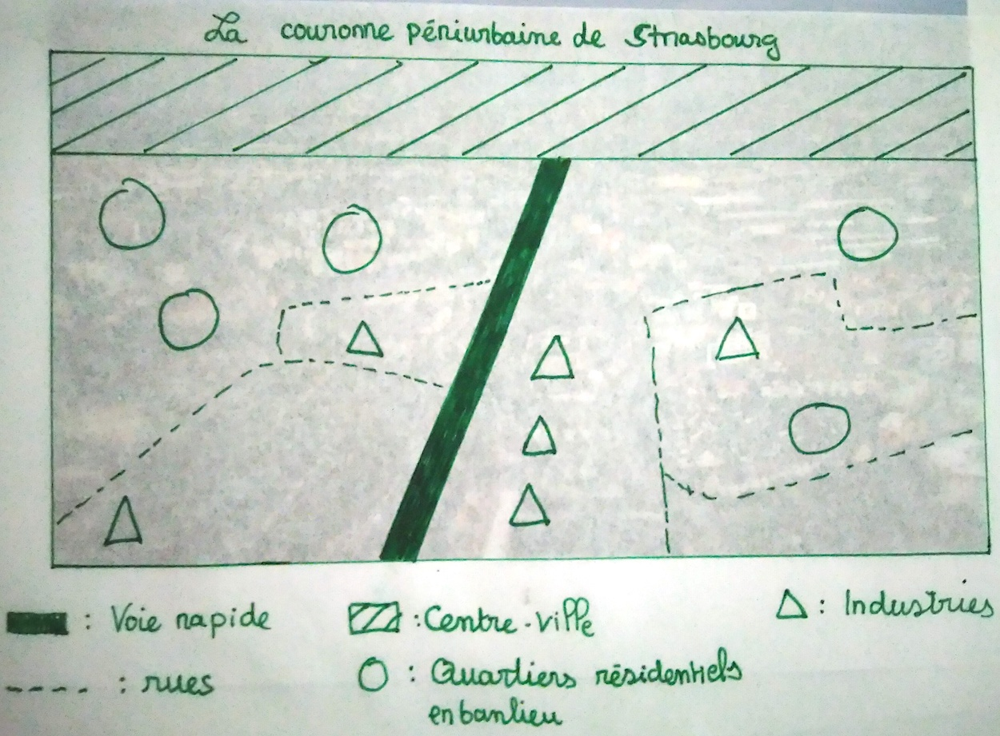 La couronne périurbaine de Strasbourg
: Voie rapide
: Centre-ville
: Industries
: rues
: Quartiers résidentiels
en banlieu